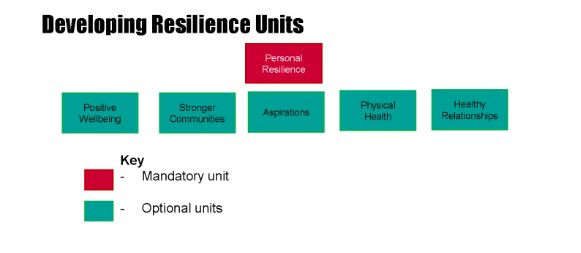 Developing Resilience Units
Personal
Resilience
Positive
Wellbeing
Stronger
Communities
Aspirations
Physical
Health
Healthy
Relationships
Key
- Mandatory unit
- Optional units